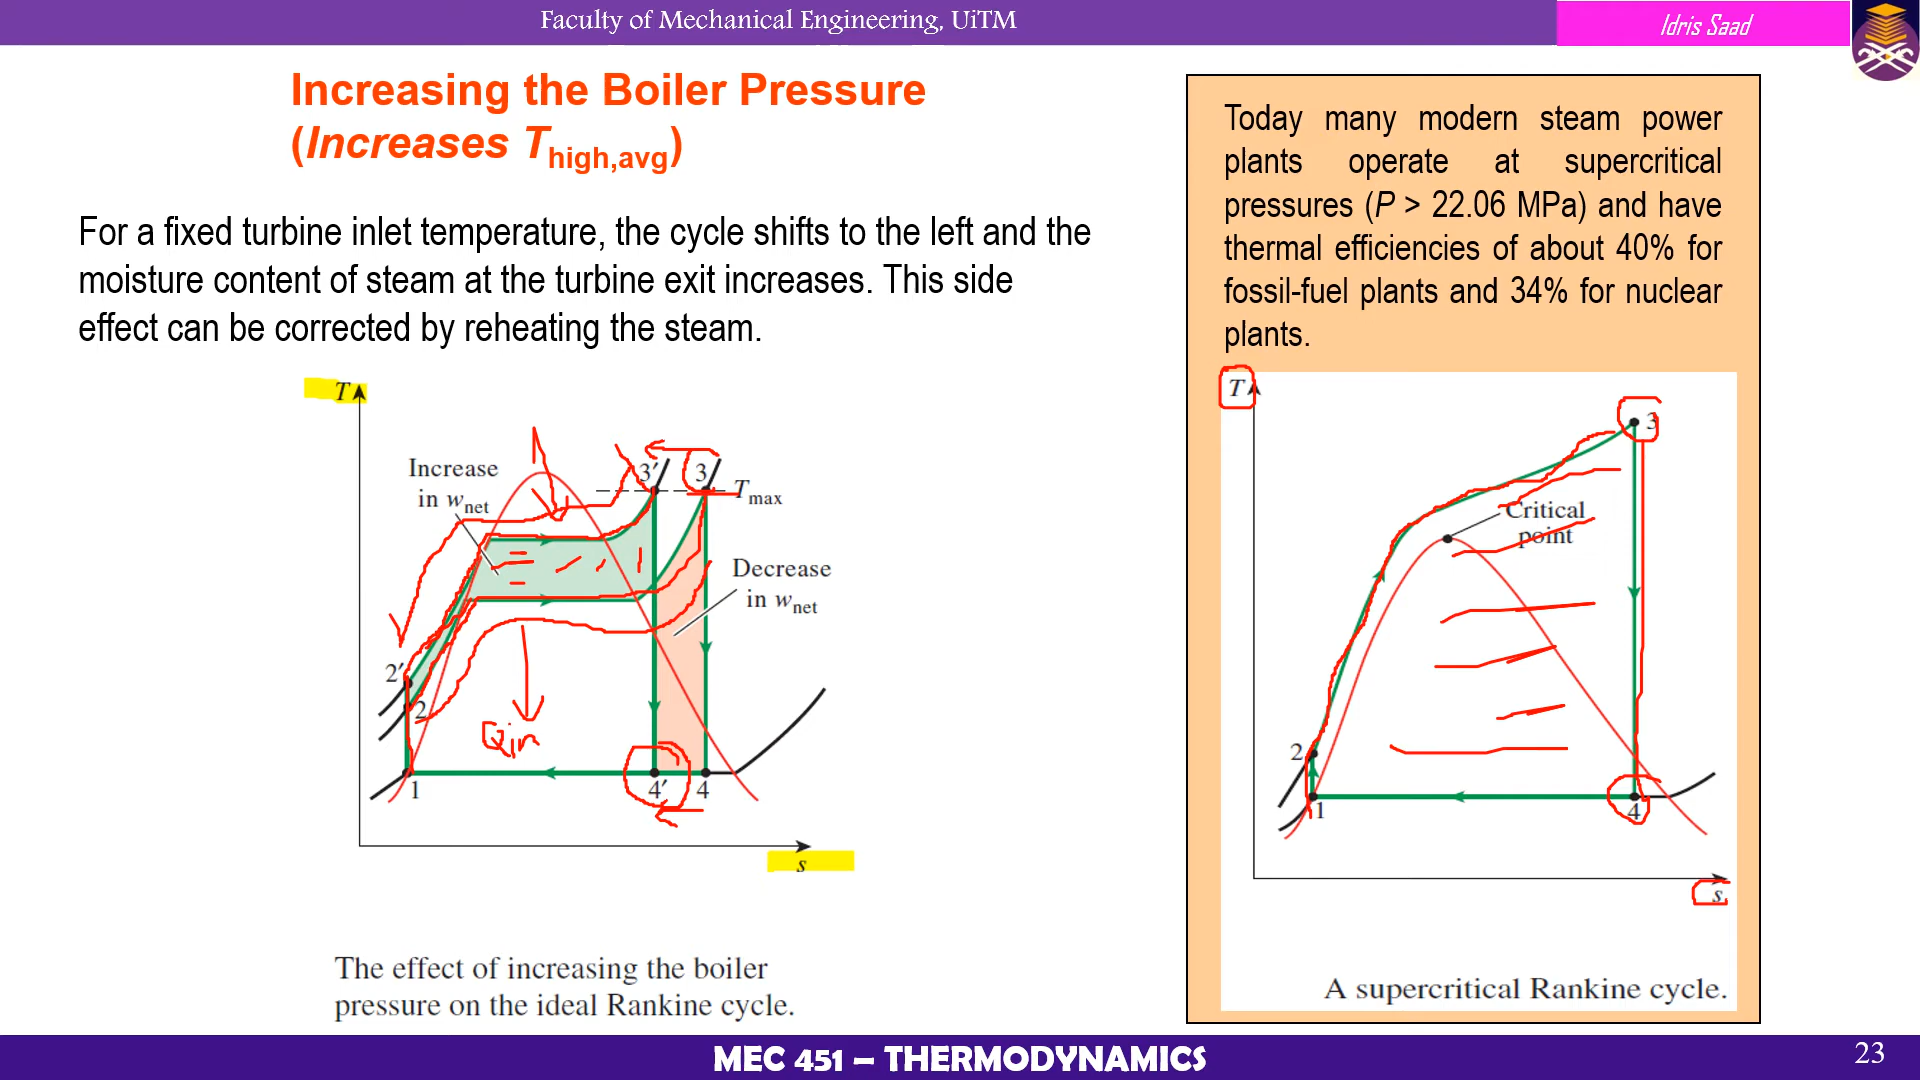 Faculty of Mechanical Engineering, UiTM
Idris Saad
Increasing the Boiler Pressure
(Increases Thigh,avg)
For a fixed turbine inlet temperature, the cycle shifts to the left and the
moisture content of steam at the turbine exit increases. This side
effect can be corrected by reheating the steam.
T
Increase
in wnet
3′
3
Tmax
Decrease
in wnet
2′
2
Qin
1
4′
4
s
The effect of increasing the boiler
pressure on the ideal Rankine cycle.
Today many modern steam power
plants operate at supercritical
pressures (P > 22.06 MPa) and have
thermal efficiencies of about 40% for
fossil-fuel plants and 34% for nuclear
plants.
T
3
Critical
point
2
1
4
s
A supercritical Rankine cycle.
MEC 451 – THERMODYNAMICS
23